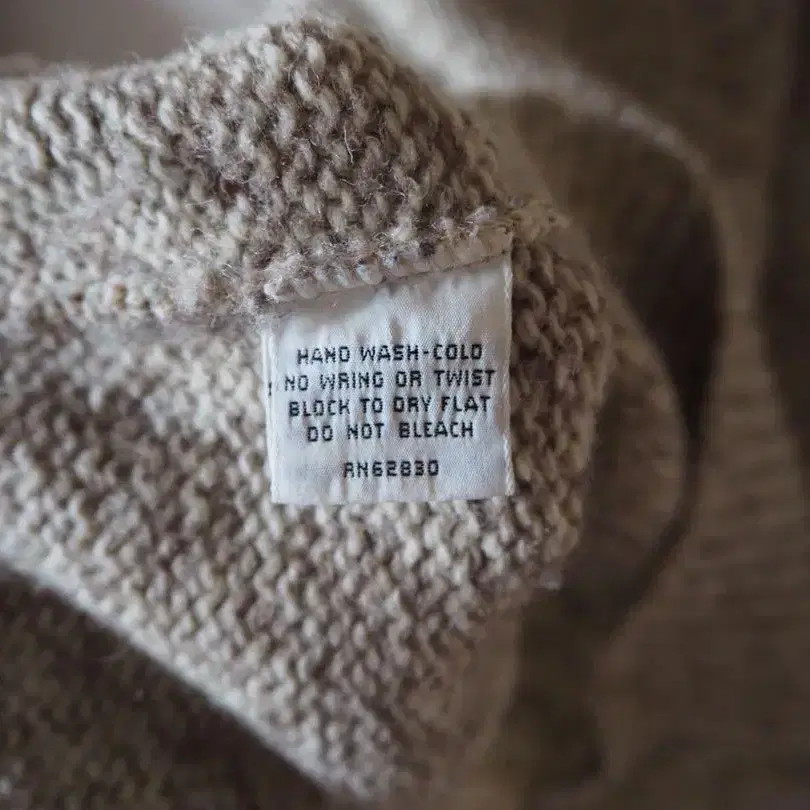 HAND WASH-COLD
NO WRING OR TWIST
BLOCK TO DRY FLAT
DO NOT BLEACH
RN62830